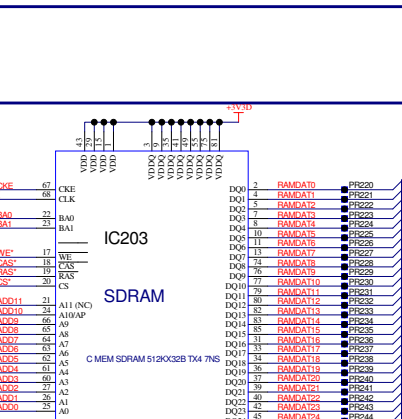 +3V3D
43 29 15 1 3 9 35 41 49 55 75 81
VDD VDD VDD VDD VDDQ VDDQ VDDQ VDDQ VDDQ VDDQ VDDQ VDDQ
CKE 67 CKE DQ0 2 RAMDAT0 PR220
68 CLK DQ1 4 RAMDAT1 PR221
DQ2 5 RAMDAT2 PR222
BA0 22 BA0 DQ3 7 RAMDAT3 PR223
BA1 23 BA1 DQ4 8 RAMDAT4 PR224
DQ5 10 RAMDAT5 PR225
IC203 DQ6 11 RAMDAT6 PR226
WE* 17 WE DQ7 13 RAMDAT7 PR227
CAS* 18 CAS DQ8 74 RAMDAT8 PR228
RAS* 19 RAS DQ9 76 RAMDAT9 PR229
CS* 20 CS DQ10 77 RAMDAT10 PR230
SDRAM DQ11 79 RAMDAT11 PR231
ADD11 21 A11 (NC) DQ12 80 RAMDAT12 PR232
ADD10 24 A10/AP DQ13 82 RAMDAT13 PR233
ADD9 66 A9 DQ14 83 RAMDAT14 PR234
ADD8 65 A8 DQ15 85 RAMDAT15 PR235
ADD7 64 A7 DQ16 31 RAMDAT16 PR236
ADD6 63 A6 DQ17 33 RAMDAT17 PR237
ADD5 62 A5 C MEM SDRAM 512KX32B TX4 7NS DQ18 34 RAMDAT18 PR238
ADD4 61 A4 DQ19 36 RAMDAT19 PR239
ADD3 60 A3 DQ20 37 RAMDAT20 PR240
ADD2 27 A2 DQ21 39 RAMDAT21 PR241
ADD1 26 A1 DQ22 40 RAMDAT22 PR242
ADD0 25 A0 DQ23 42 RAMDAT23 PR243
45 RAMDAT24 PR244